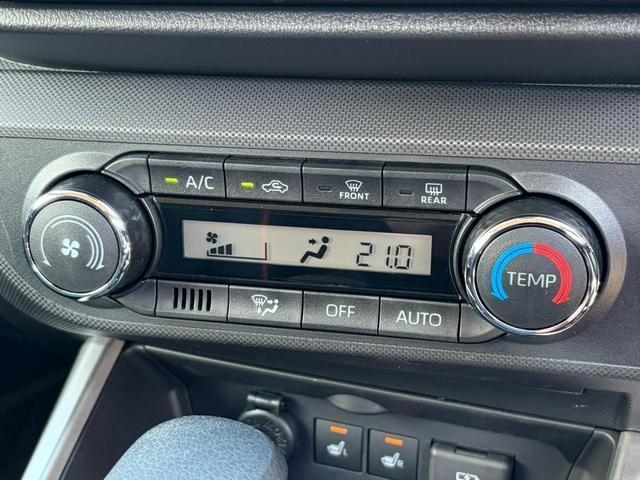 A/C
FRONT
REAR
21.0
TEMP
OFF
AUTO
L
R